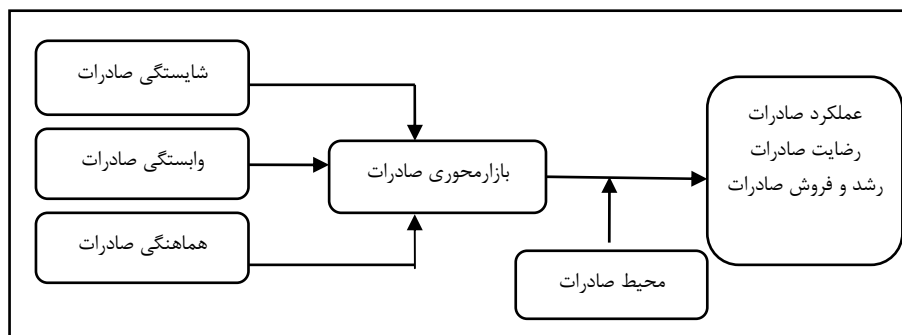 شایستگی صادرات
وابستگی صادرات
هماهنگی صادرات
بازارمحوری صادرات
محیط صادرات
عملکرد صادرات
رضایت صادرات
رشد و فروش صادرات